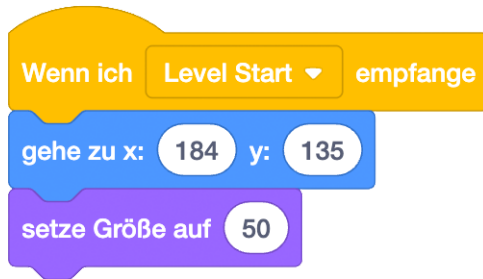 Wenn ich Level Start empfange
gehe zu x: 184 y: 135
setze Größe auf 50